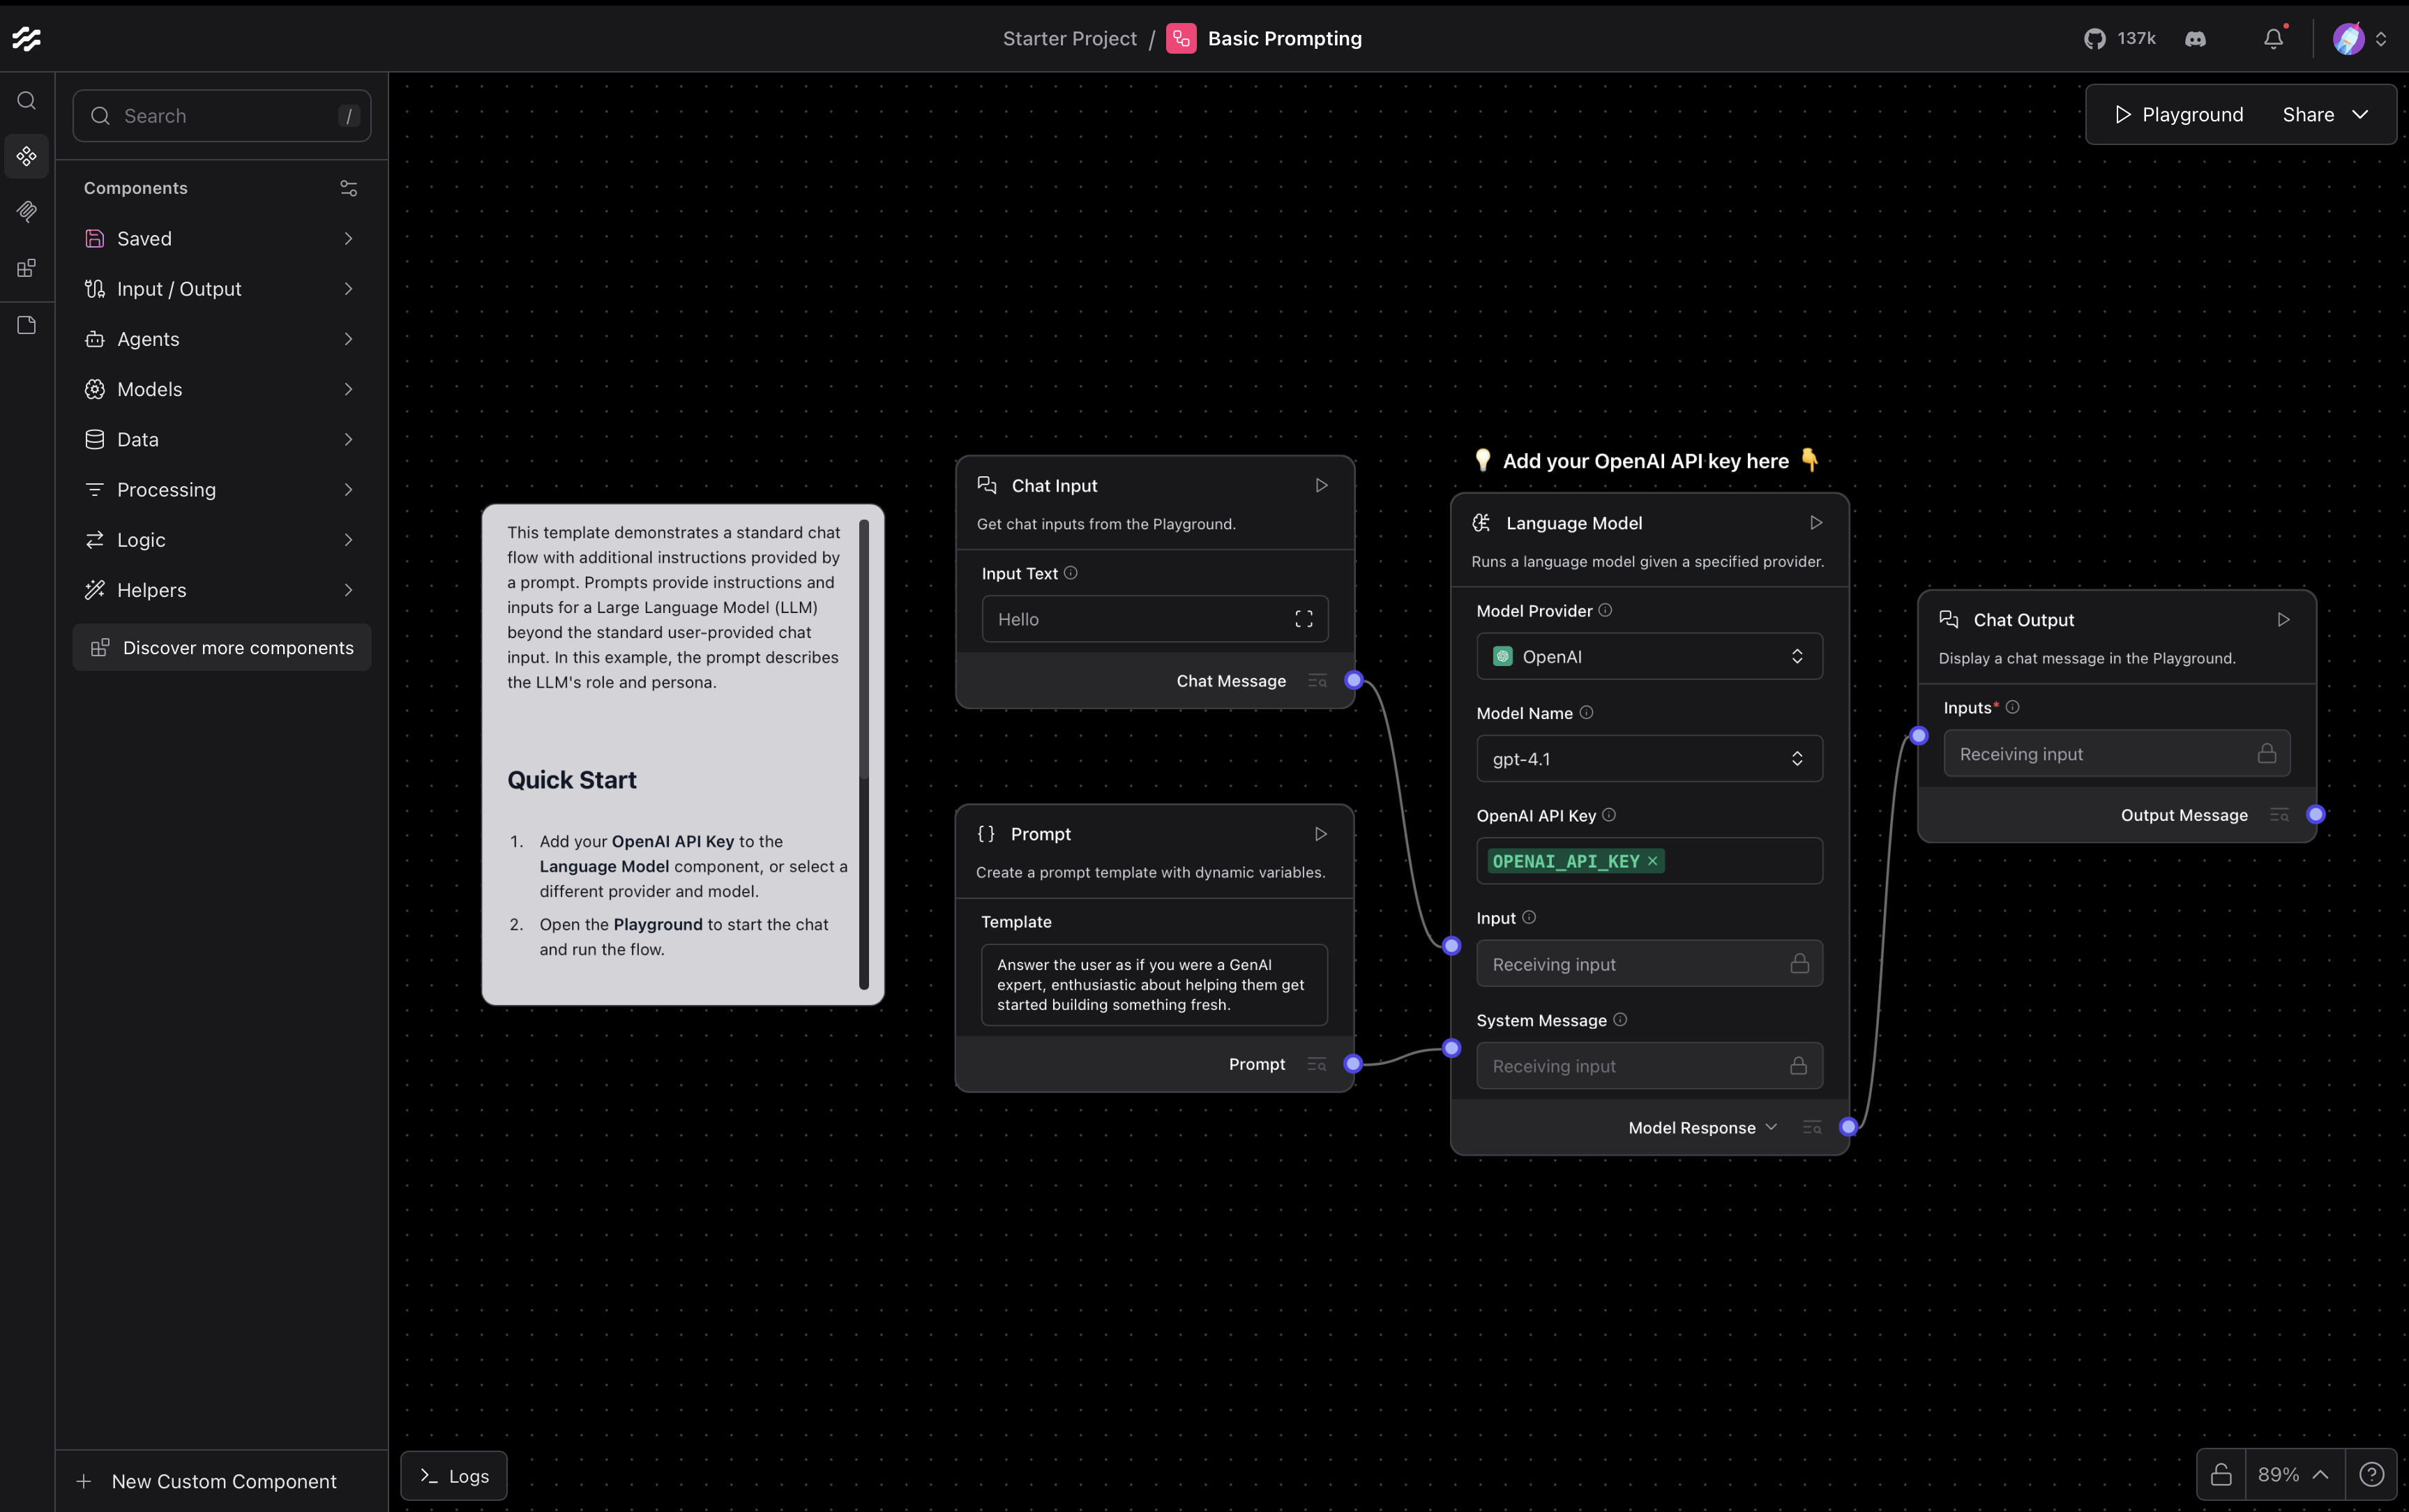 Starter Project / Basic Prompting
137k
Search /
Playground
Share
Components
Saved
Input / Output
Agents
Models
Data
Processing
Logic
Helpers
Discover more components
New Custom Component
This template demonstrates a standard chat
flow with additional instructions provided by
a prompt. Prompts provide instructions and
inputs for a Large Language Model (LLM)
beyond the standard user-provided chat
input. In this example, the prompt describes
the LLM's role and persona.
Quick Start
1. Add your OpenAI API Key to the
Language Model component, or select a
different provider and model.
2. Open the Playground to start the chat
and run the flow.
Chat Input
Get chat inputs from the Playground.
Input Text
Hello
Chat Message
{} Prompt
Create a prompt template with dynamic variables.
Template
Answer the user as if you were a GenAI
expert, enthusiastic about helping them get
started building something fresh.
Prompt
💡 Add your OpenAI API key here 👇
Language Model
Runs a language model given a specified provider.
Model Provider
OpenAI
Model Name
gpt-4.1
OpenAI API Key
OPENAI_API_KEY ×
Input
Receiving input
System Message
Receiving input
Model Response
Chat Output
Display a chat message in the Playground.
Inputs*
Receiving input
Output Message
>_ Logs
89%